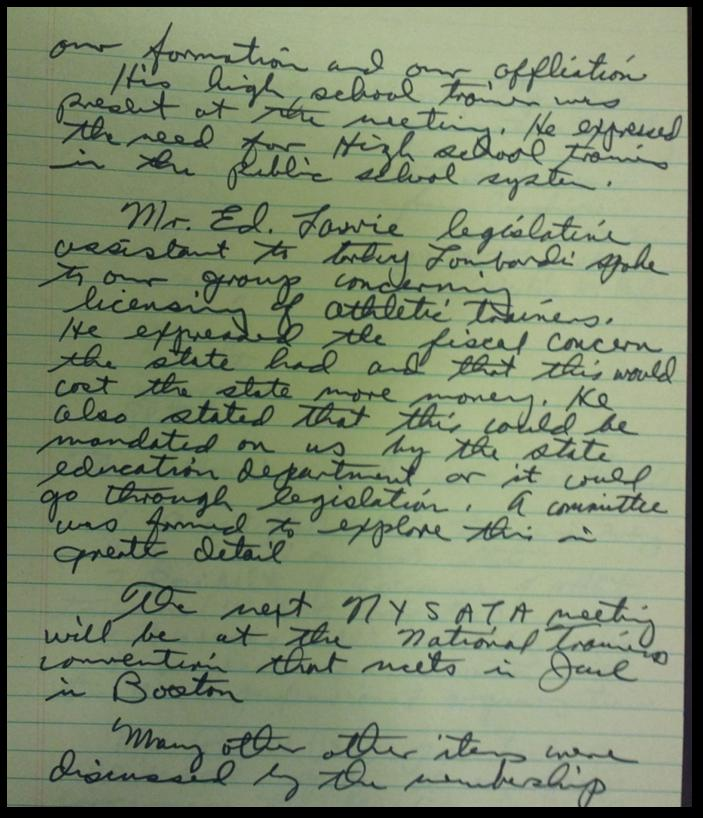 our formation and our affliation
His high school trainer was
present at the meeting. He expressed
the need for High school trainers
in the public school system.
Mr. Ed. Lawrie legislative
assistant to Lombardi spoke
to our group concerning
licensing of athletic trainers.
He expressed the fiscal concern
the state had and that this would
cost the state more money. He
also stated that this could be
mandated on us by the state
education department or it could
go through legislation. A committee
was formed to explore this in
greater detail
The next NYSATA meeting
will be at the National Trainers
convention that meets in June
in Boston
Many other other items were
discussed by the membership